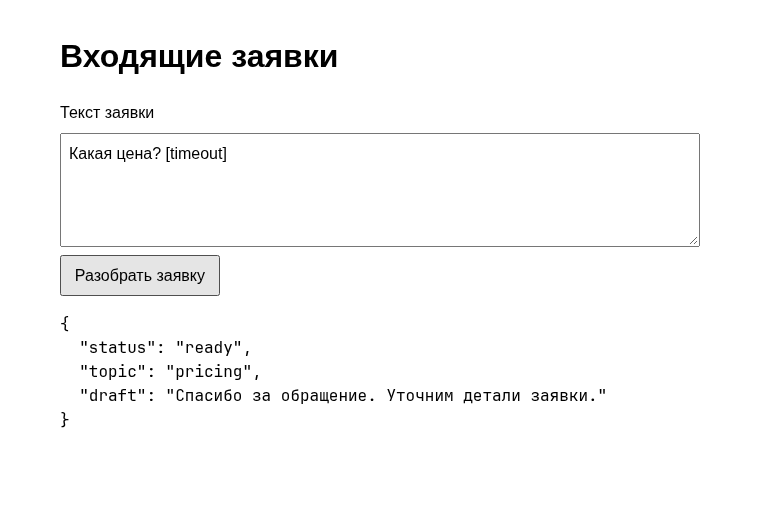 Входящие заявки
Текст заявки
Какая цена? [timeout]
Разобрать заявку
{
  "status": "ready",
  "topic": "pricing",
  "draft": "Спасибо за обращение. Уточним детали заявки."
}